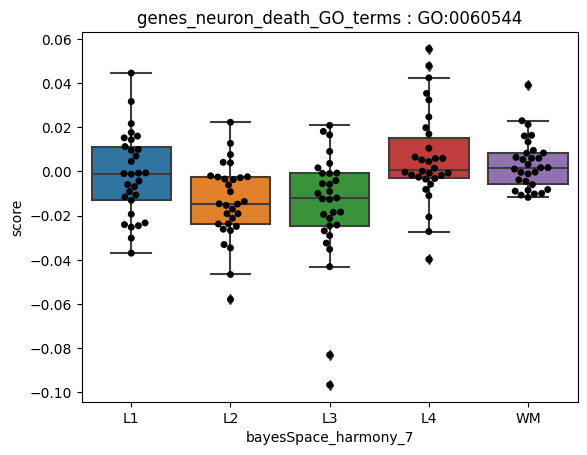 genes_neuron_death_GO_terms : GO:0060544
0.06
0.04
0.02
0.00
−0.02
−0.04
−0.06
−0.08
−0.10
score
L1 L2 L3 L4 WM
bayesSpace_harmony_7